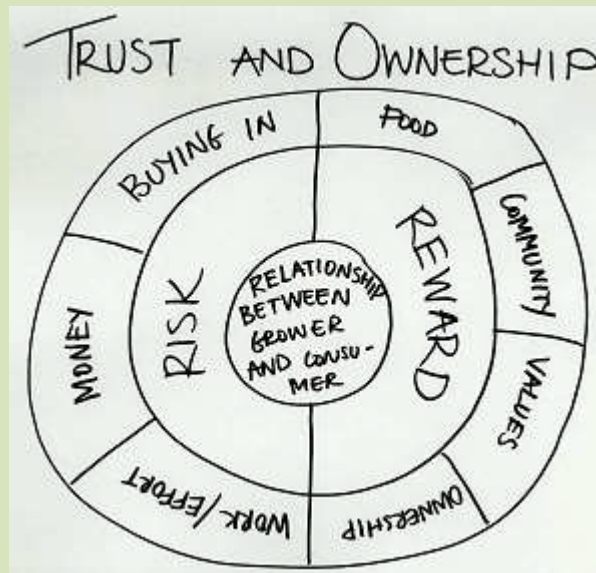 TRUST AND OWNERSHIP
BUYING IN
FOOD
COMMUNITY
VALUES
OWNERSHIP
WORK/EFFORT
MONEY
RISK
REWARD
RELATIONSHIP
BETWEEN
GROWER
AND CONSU-
MER